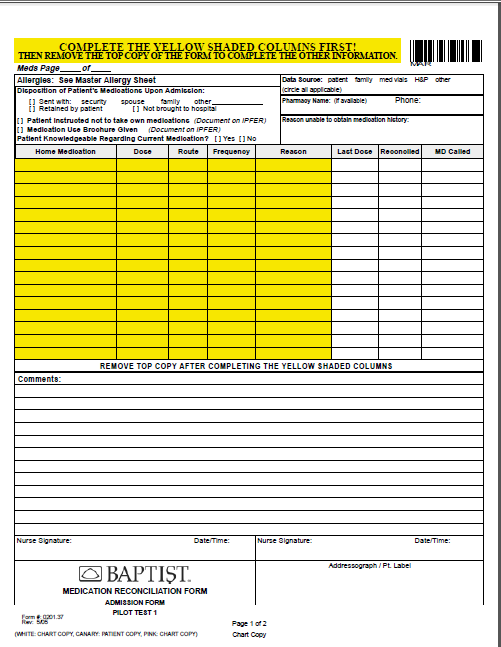 COMPLETE THE YELLOW SHADED COLUMNS FIRST!
THEN REMOVE THE TOP COPY OF THE FORM TO COMPLETE THE OTHER INFORMATION.
MAR
Meds Page_____of_____
Allergies: See Master Allergy Sheet
Disposition of Patient's Medications Upon Admission:
[ ] Sent with: security spouse family other____________
[ ] Retained by patient [ ] Not brought to hospital
[ ] Patient Instructed not to take own medications (Document on IPFER)
[ ] Medication Use Brochure Given (Document on IPFER)
Patient Knowledgeable Regarding Current Medication? [ ] Yes [ ] No
Data Source: patient family med vials H&P other
(circle all applicable)
Pharmacy Name: (if available) Phone:
Reason unable to obtain medication history:
Home Medication Dose Route Frequency Reason Last Dose Reconciled MD Called
REMOVE TOP COPY AFTER COMPLETING THE YELLOW SHADED COLUMNS
Comments:
Nurse Signature: Date/Time: Nurse Signature: Date/Time:
BAPTIST
MEDICATION RECONCILIATION FORM
ADMISSION FORM
PILOT TEST 1
Addressograph / Pt. Label
Form #: 0201.37
Rev: 5/05
(WHITE: CHART COPY, CANARY: PATIENT COPY, PINK: CHART COPY)
Page 1 of 2
Chart Copy